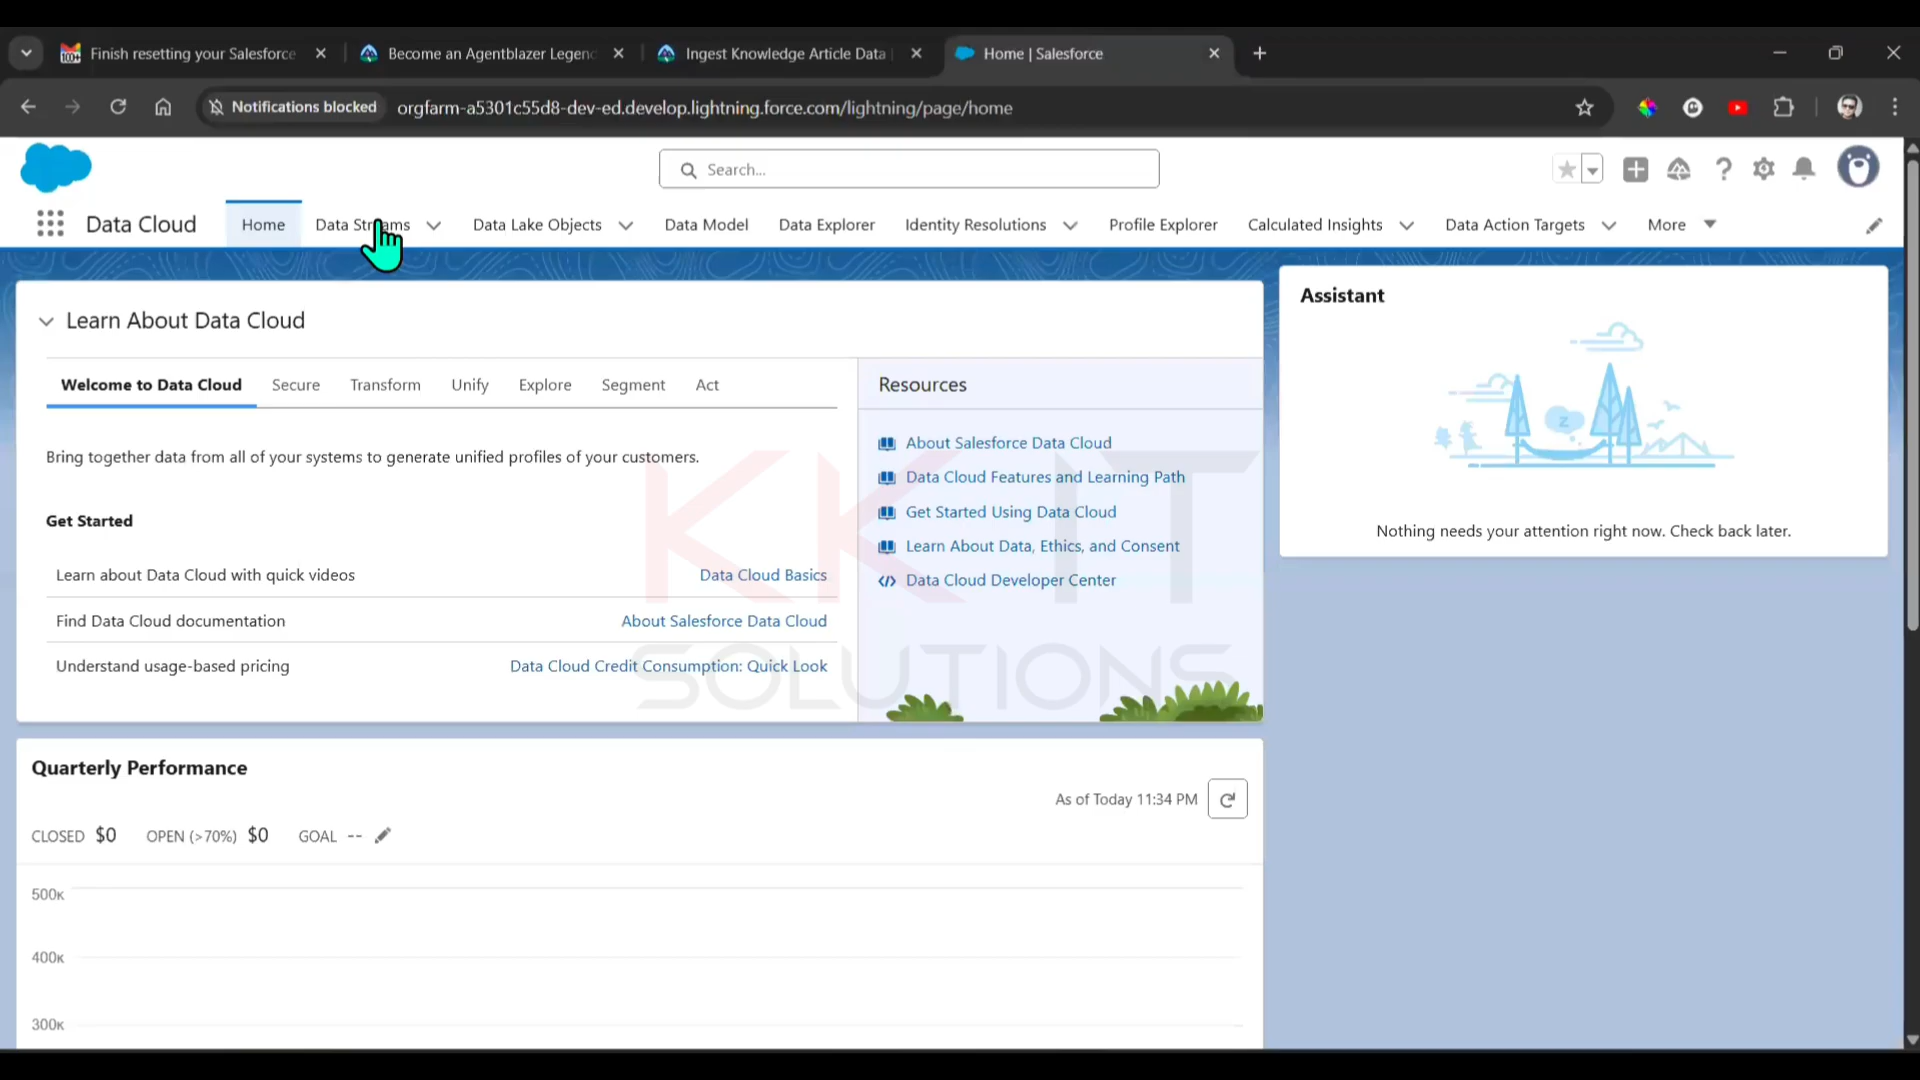 Finish resetting your Salesforce
Become an Agentblazer Legend
Ingest Knowledge Article Data
Home | Salesforce
Notifications blocked
orgfarm-a5301c55d8-dev-ed.develop.lightning.force.com/lightning/page/home
Search...
Data Cloud
Home
Data Streams
Data Lake Objects
Data Model
Data Explorer
Identity Resolutions
Profile Explorer
Calculated Insights
Data Action Targets
More
Learn About Data Cloud
Welcome to Data Cloud
Secure
Transform
Unify
Explore
Segment
Act
Bring together data from all of your systems to generate unified profiles of your customers.
Get Started
Learn about Data Cloud with quick videos
Data Cloud Basics
Find Data Cloud documentation
About Salesforce Data Cloud
Understand usage-based pricing
Data Cloud Credit Consumption: Quick Look
Resources
About Salesforce Data Cloud
Data Cloud Features and Learning Path
Get Started Using Data Cloud
Learn About Data, Ethics, and Consent
Data Cloud Developer Center
KK IT
SOLUTIONS
Assistant
z
Nothing needs your attention right now. Check back later.
Quarterly Performance
As of Today 11:34 PM
CLOSED $0 OPEN (>70%) $0 GOAL --
500K
400K
300K